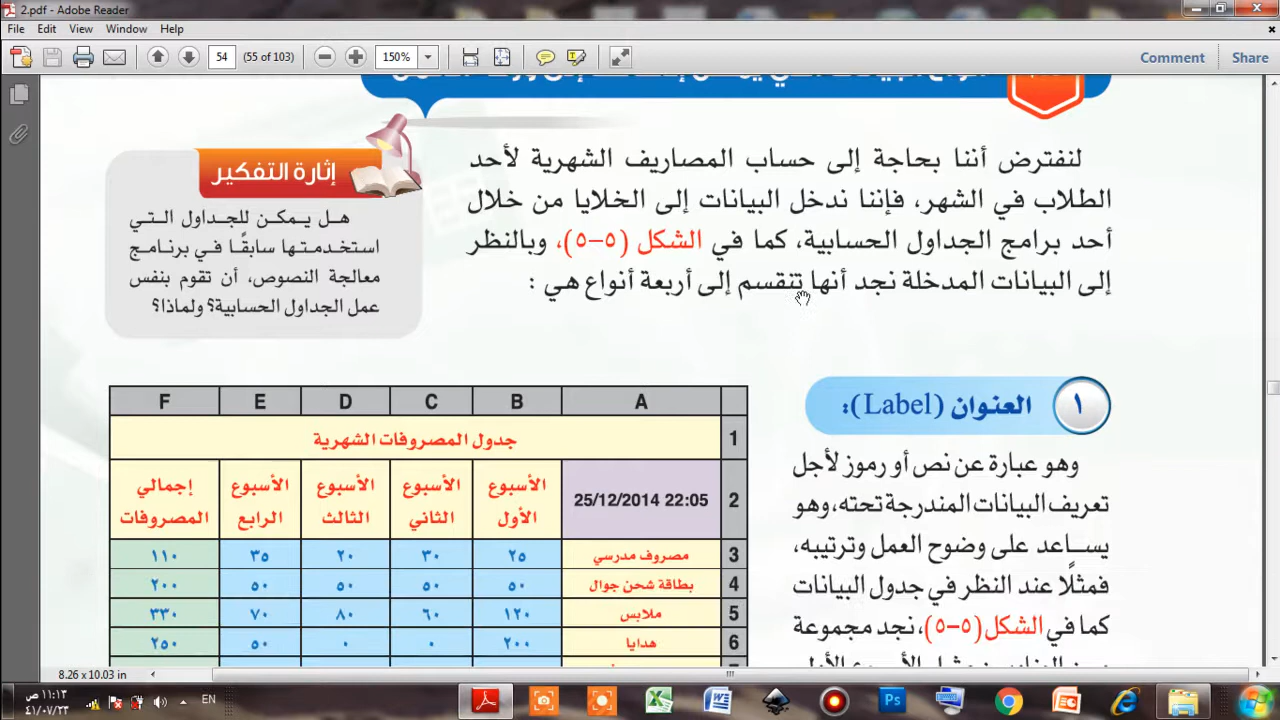 2.pdf - Adobe Reader
File Edit View Window Help
54 (55 of 103) 150% Comment Share
لنفترض أننا بحاجة إلى حساب المصاريف الشهرية لأحد
الطلاب في الشهر، فإننا ندخل البيانات إلى الخلايا من خلال
أحد برامج الجداول الحسابية، كما في الشكل (٥-٥)، وبالنظر
إلى البيانات المدخلة نجد أنها تنقسم إلى أربعة أنواع هي :
إثارة التفكير
هل يمكن للجداول التي
استخدمتها سابقًا في برنامج
معالجة النصوص، أن تقوم بنفس
عمل الجداول الحسابية؟ ولماذا؟
١ العنوان (Label):
وهو عبارة عن نص أو رموز لأجل
تعريف البيانات المندرجة تحته، وهو
يساعد على وضوح العمل وترتيبه،
فمثلًا عند النظر في جدول البيانات
كما في الشكل (٥-٥)، نجد مجموعة
F E D C B A
1 جدول المصروفات الشهرية
2 25/12/2014 22:05 الأسبوع الأول الأسبوع الثاني الأسبوع الثالث الأسبوع الرابع إجمالي المصروفات
3 مصروف مدرسي ٢٥ ٣٠ ٢٠ ٣٥ ١١٠
4 بطاقة شحن جوال ٥٠ ٥٠ ٥٠ ٥٠ ٢٠٠
5 ملابس ١٢٠ ٦٠ ٨٠ ٧٠ ٣٣٠
6 هدايا ٢٠٠ ٠ ٠ ٥٠ ٢٥٠
8.26 x 10.03 in
EN
١١:١٣ ص
٤١/٠٧/٢٣